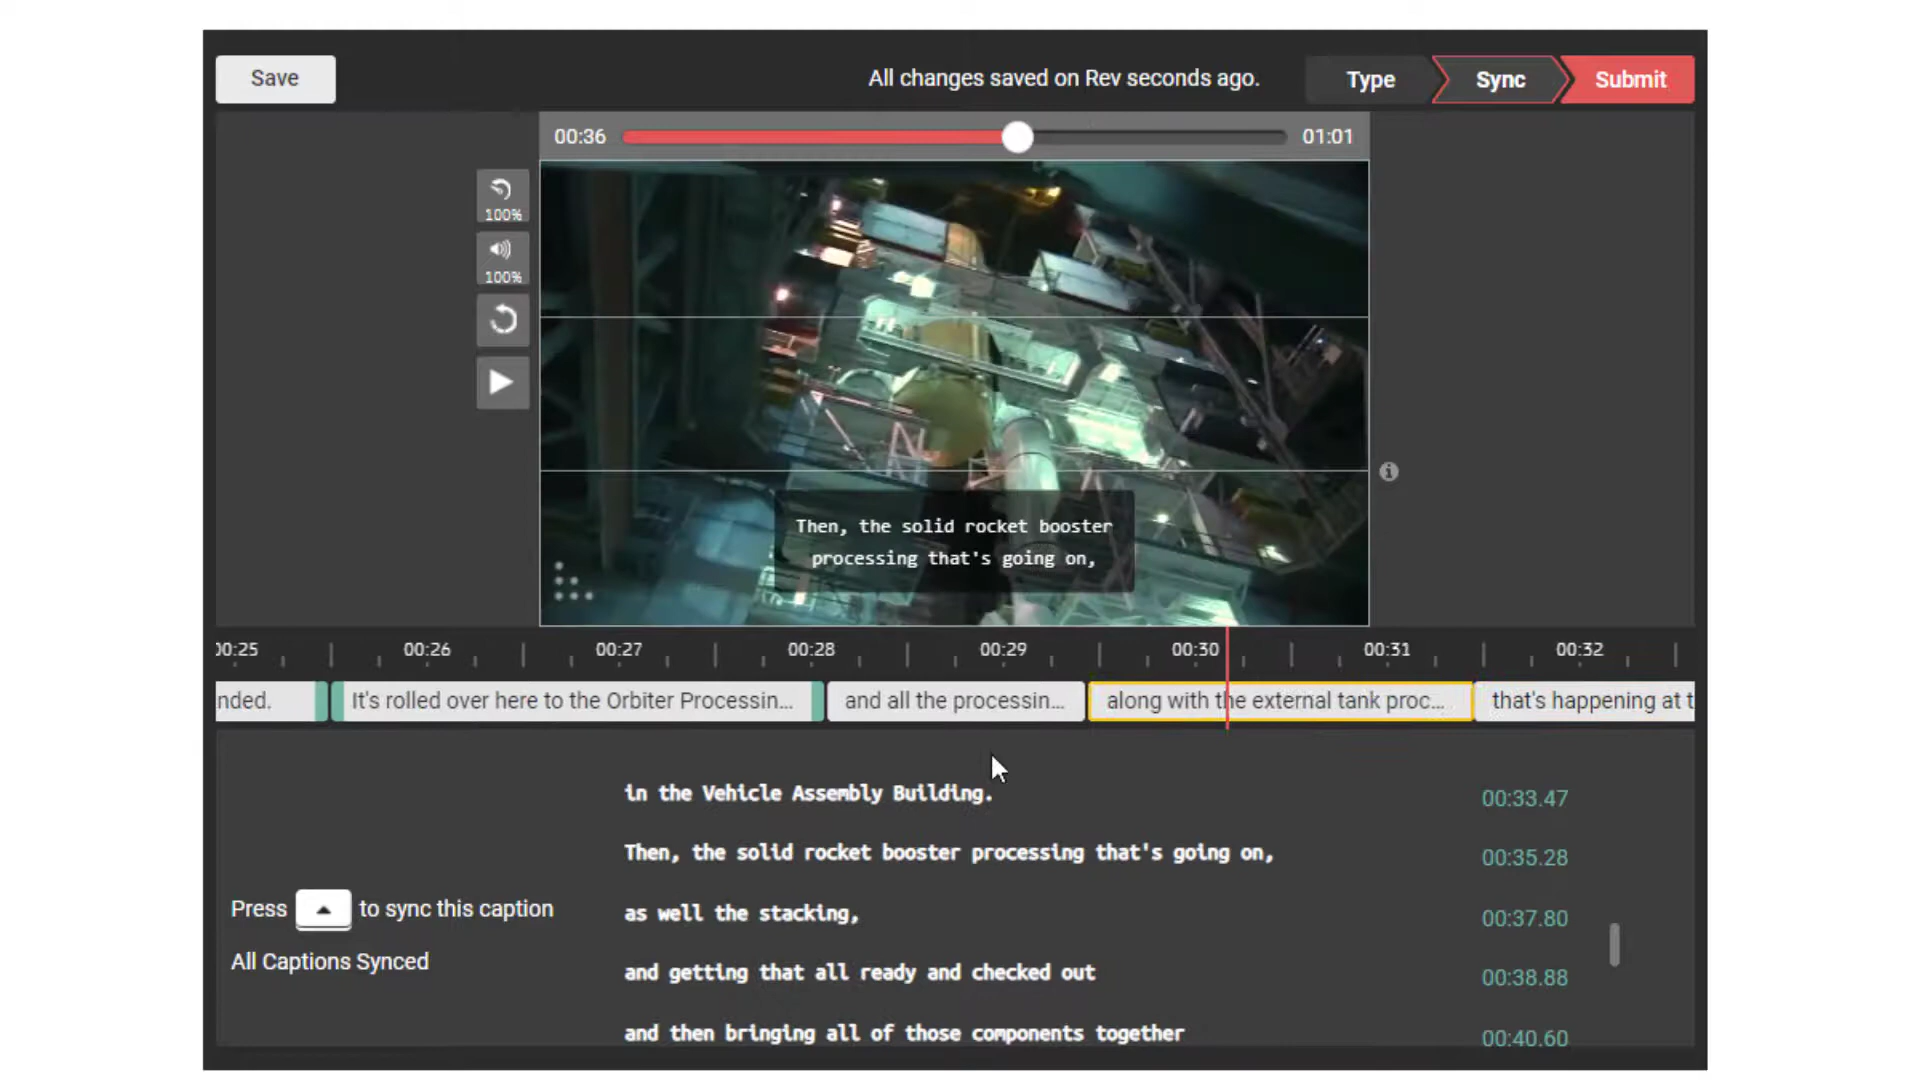 Save
All changes saved on Rev seconds ago.
Type
Sync
Submit
00:36
01:01
100%
100%
Then, the solid rocket booster
processing that's going on,
00:25 00:26 00:27 00:28 00:29 00:30 00:31 00:32
nded.
It's rolled over here to the Orbiter Processin...
and all the processin...
along with the external tank proc...
that's happening at t
in the Vehicle Assembly Building. 00:33.47
Then, the solid rocket booster processing that's going on, 00:35.28
Press to sync this caption
as well the stacking, 00:37.80
All Captions Synced
and getting that all ready and checked out 00:38.88
and then bringing all of those components together 00:40.60